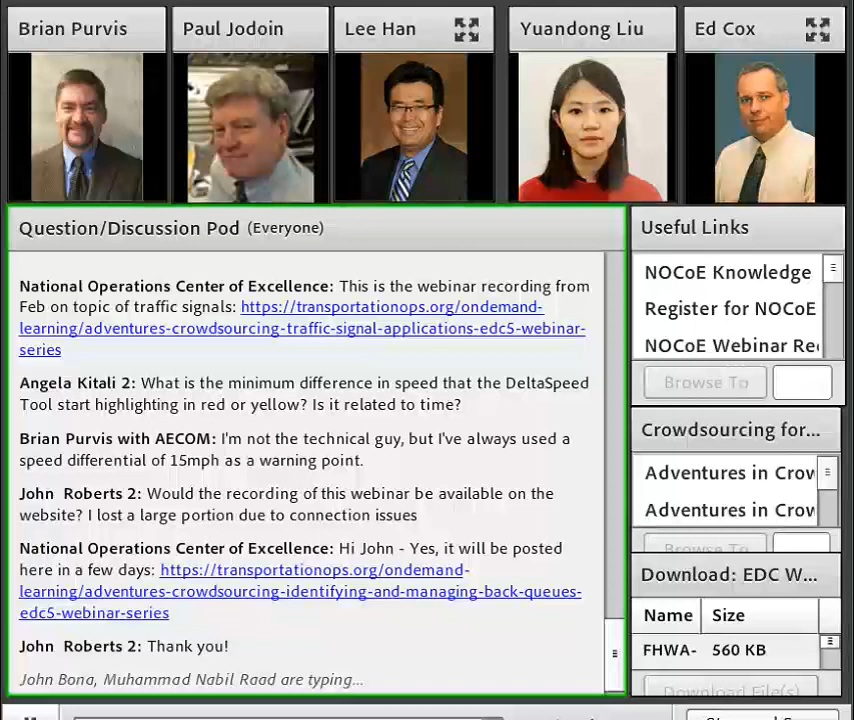 Brian Purvis
Paul Jodoin
Lee Han
Yuandong Liu
Ed Cox
Question/Discussion Pod (Everyone)
National Operations Center of Excellence: This is the webinar recording from
Feb on topic of traffic signals: https://transportationops.org/ondemand-
learning/adventures-crowdsourcing-traffic-signal-applications-edc5-webinar-
series
Angela Kitali 2: What is the minimum difference in speed that the DeltaSpeed
Tool start highlighting in red or yellow? Is it related to time?
Brian Purvis with AECOM: I'm not the technical guy, but I've always used a
speed differential of 15mph as a warning point.
John Roberts 2: Would the recording of this webinar be available on the
website? I lost a large portion due to connection issues
National Operations Center of Excellence: Hi John - Yes, it will be posted
here in a few days: https://transportationops.org/ondemand-
learning/adventures-crowdsourcing-identifying-and-managing-back-queues-
edc5-webinar-series
John Roberts 2: Thank you!
John Bona, Muhammad Nabil Raad are typing...
Useful Links
NOCoE Knowledge
Register for NOCoE
NOCoE Webinar Rec
Browse To
Crowdsourcing for...
Adventures in Crow
Adventures in Crow
Browse To
Download: EDC W...
Name Size
FHWA- 560 KB
Download File(s)